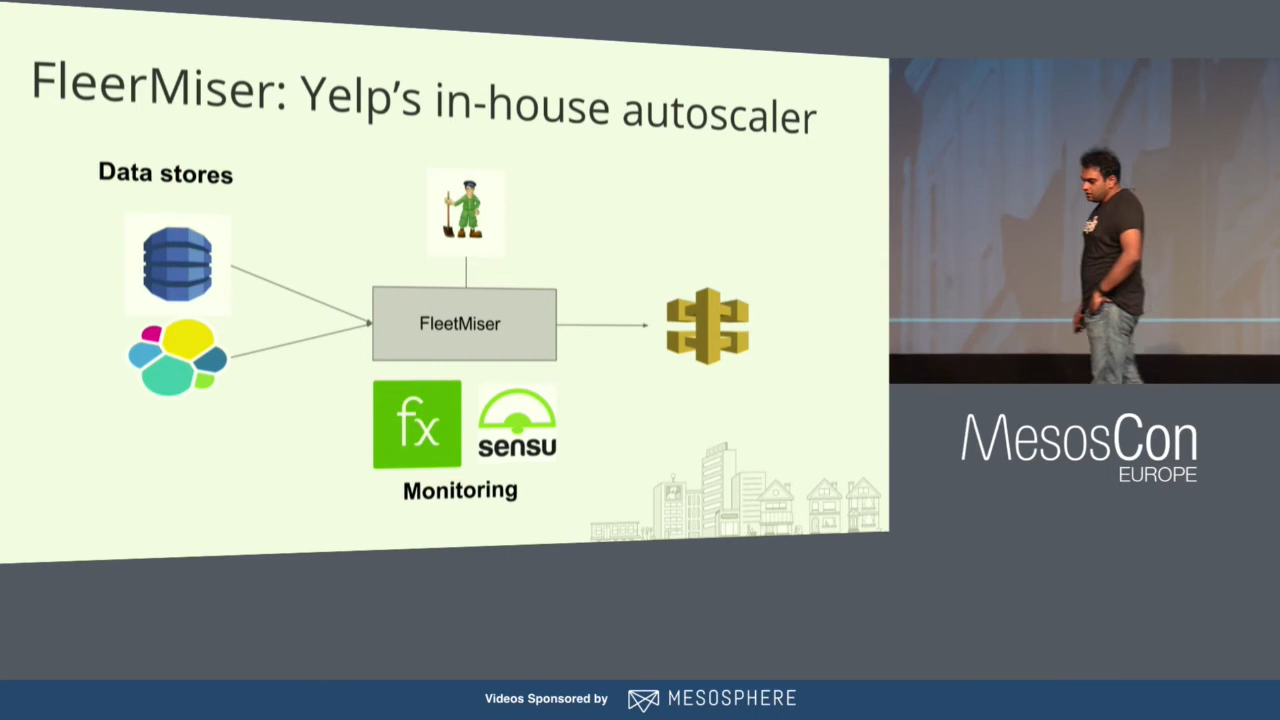 FleerMiser: Yelp's in-house autoscaler
Data stores
FleetMiser
fx
sensu
Monitoring
MesosCon
EUROPE
Videos Sponsored by MESOSPHERE